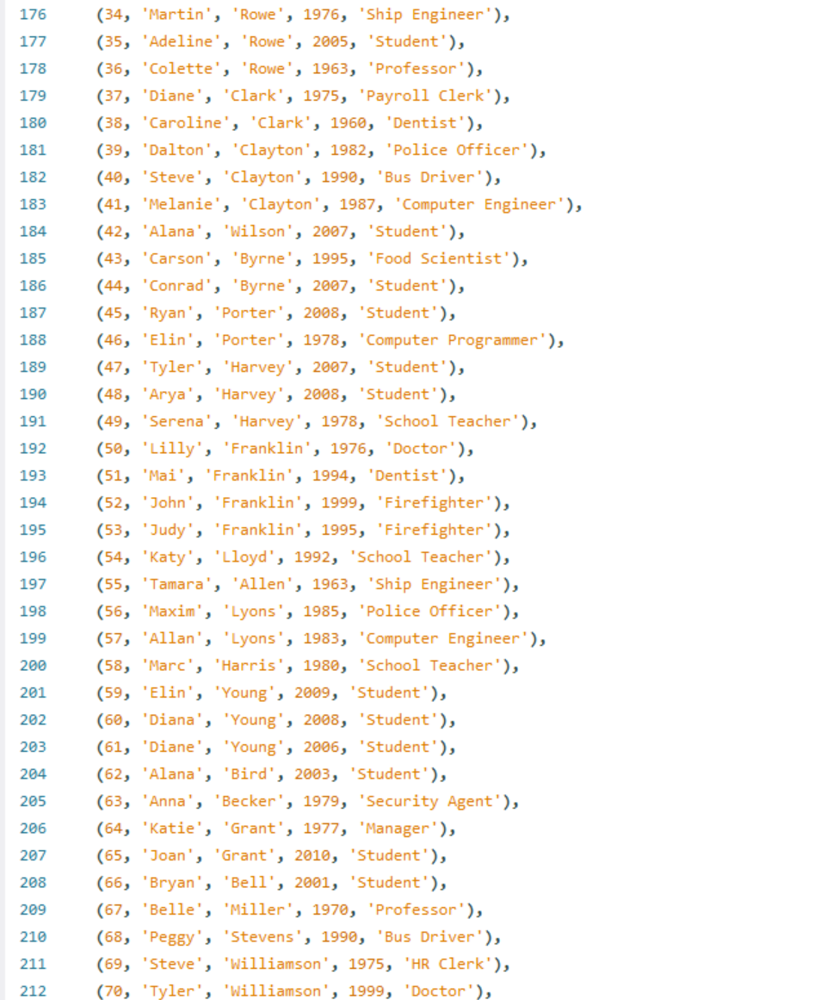 176 (34, 'Martin', 'Rowe', 1976, 'Ship Engineer'),
177 (35, 'Adeline', 'Rowe', 2005, 'Student'),
178 (36, 'Colette', 'Rowe', 1963, 'Professor'),
179 (37, 'Diane', 'Clark', 1975, 'Payroll Clerk'),
180 (38, 'Caroline', 'Clark', 1960, 'Dentist'),
181 (39, 'Dalton', 'Clayton', 1982, 'Police Officer'),
182 (40, 'Steve', 'Clayton', 1990, 'Bus Driver'),
183 (41, 'Melanie', 'Clayton', 1987, 'Computer Engineer'),
184 (42, 'Alana', 'Wilson', 2007, 'Student'),
185 (43, 'Carson', 'Byrne', 1995, 'Food Scientist'),
186 (44, 'Conrad', 'Byrne', 2007, 'Student'),
187 (45, 'Ryan', 'Porter', 2008, 'Student'),
188 (46, 'Elin', 'Porter', 1978, 'Computer Programmer'),
189 (47, 'Tyler', 'Harvey', 2007, 'Student'),
190 (48, 'Arya', 'Harvey', 2008, 'Student'),
191 (49, 'Serena', 'Harvey', 1978, 'School Teacher'),
192 (50, 'Lilly', 'Franklin', 1976, 'Doctor'),
193 (51, 'Mai', 'Franklin', 1994, 'Dentist'),
194 (52, 'John', 'Franklin', 1999, 'Firefighter'),
195 (53, 'Judy', 'Franklin', 1995, 'Firefighter'),
196 (54, 'Katy', 'Lloyd', 1992, 'School Teacher'),
197 (55, 'Tamara', 'Allen', 1963, 'Ship Engineer'),
198 (56, 'Maxim', 'Lyons', 1985, 'Police Officer'),
199 (57, 'Allan', 'Lyons', 1983, 'Computer Engineer'),
200 (58, 'Marc', 'Harris', 1980, 'School Teacher'),
201 (59, 'Elin', 'Young', 2009, 'Student'),
202 (60, 'Diana', 'Young', 2008, 'Student'),
203 (61, 'Diane', 'Young', 2006, 'Student'),
204 (62, 'Alana', 'Bird', 2003, 'Student'),
205 (63, 'Anna', 'Becker', 1979, 'Security Agent'),
206 (64, 'Katie', 'Grant', 1977, 'Manager'),
207 (65, 'Joan', 'Grant', 2010, 'Student'),
208 (66, 'Bryan', 'Bell', 2001, 'Student'),
209 (67, 'Belle', 'Miller', 1970, 'Professor'),
210 (68, 'Peggy', 'Stevens', 1990, 'Bus Driver'),
211 (69, 'Steve', 'Williamson', 1975, 'HR Clerk'),
212 (70, 'Tyler', 'Williamson', 1999, 'Doctor'),